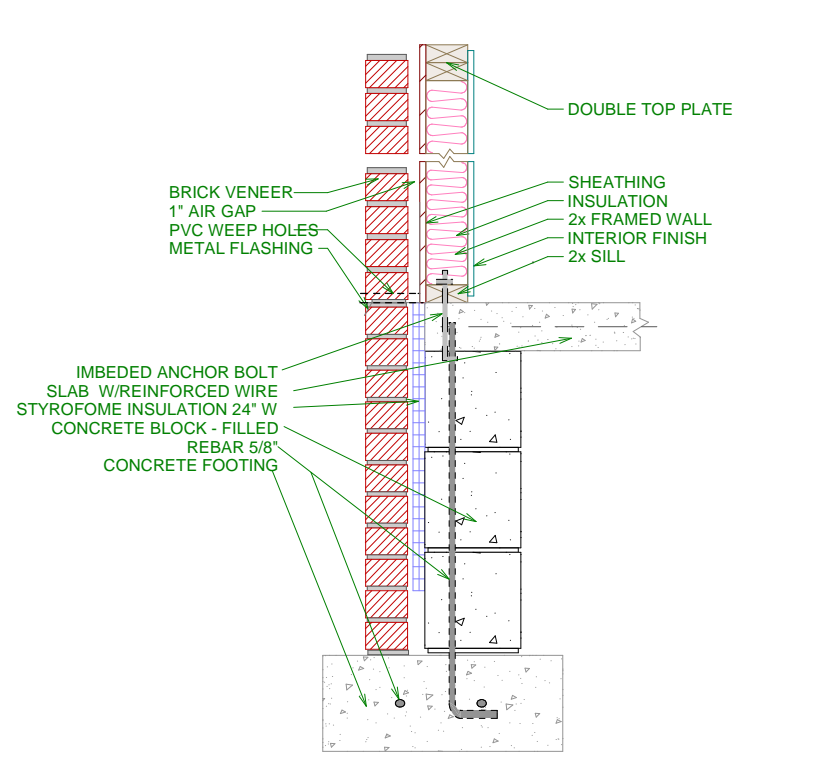 DOUBLE TOP PLATE
BRICK VENEER
1" AIR GAP
PVC WEEP HOLES
METAL FLASHING
SHEATHING
INSULATION
2x FRAMED WALL
INTERIOR FINISH
2x SILL
IMBEDED ANCHOR BOLT
SLAB W/REINFORCED WIRE
STYROFOME INSULATION 24" W
CONCRETE BLOCK - FILLED
REBAR 5/8"
CONCRETE FOOTING